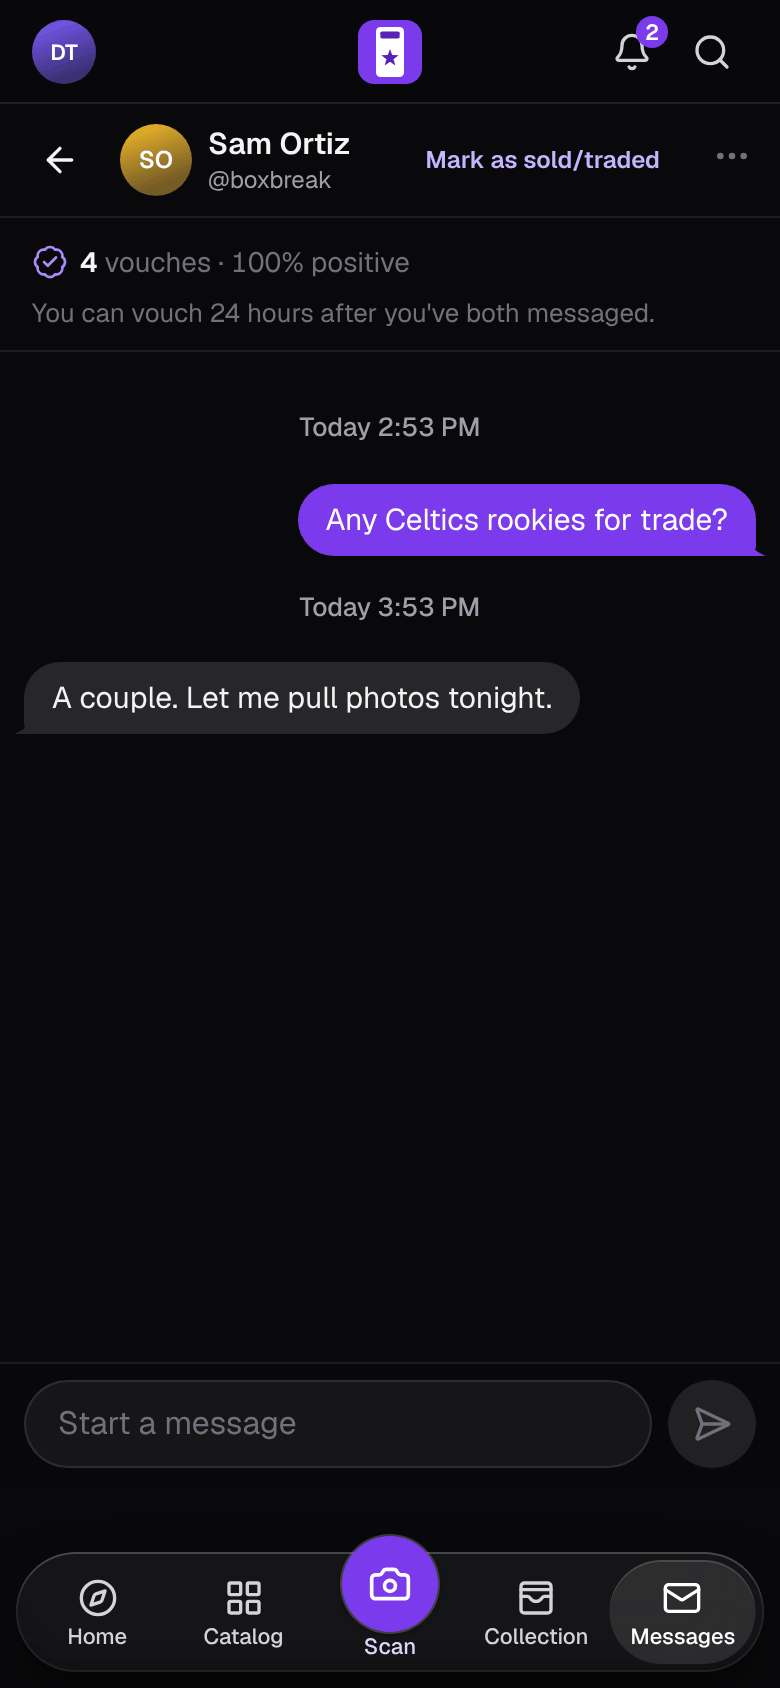 DT
2
SO
Sam Ortiz
@boxbreak
Mark as sold/traded
4 vouches · 100% positive
You can vouch 24 hours after you've both messaged.
Today 2:53 PM
Any Celtics rookies for trade?
Today 3:53 PM
A couple. Let me pull photos tonight.
Start a message
Home
Catalog
Scan
Collection
Messages